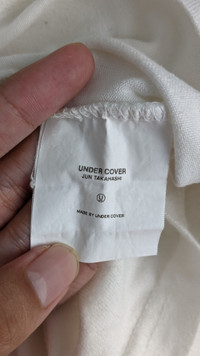 UNDER COVER
JUN TAKAHASHI
U
MADE BY UNDER COVER